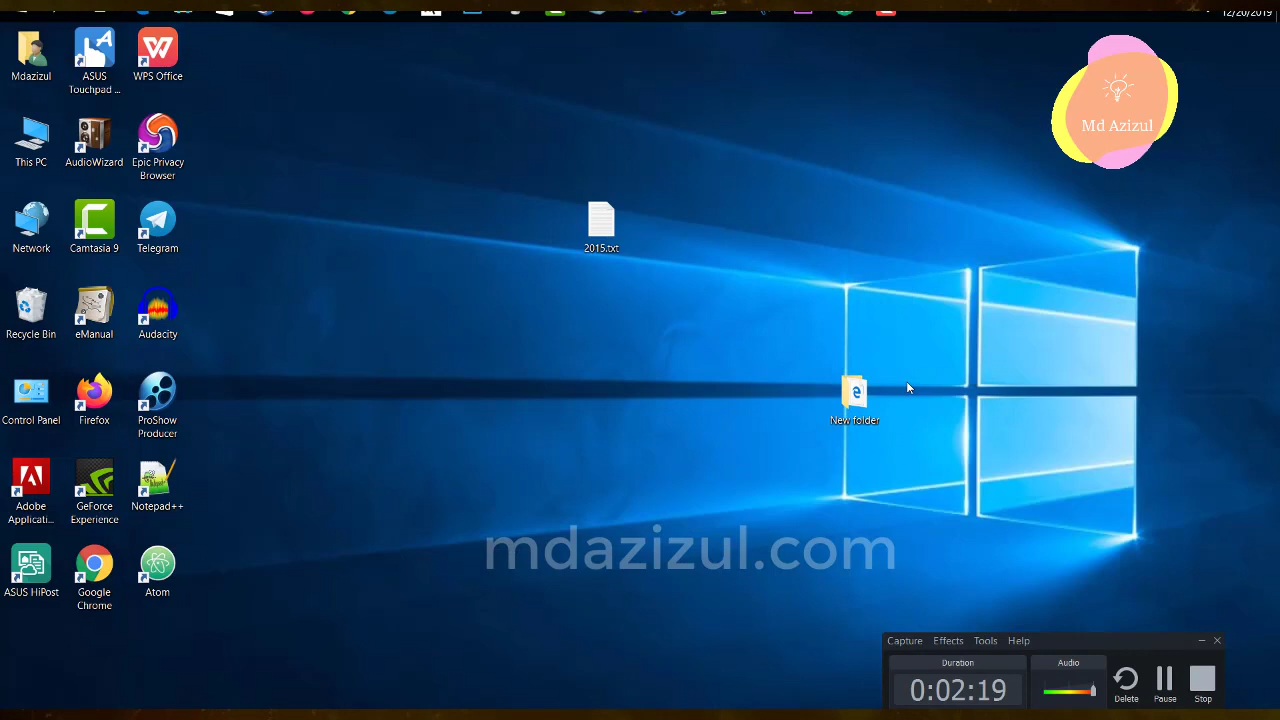 12/20/2019
Mdazizul
ASUS
Touchpad ...
WPS Office
Md Azizul
This PC
AudioWizard
Epic Privacy
Browser
Network
Camtasia 9
Telegram
2015.txt
Recycle Bin
eManual
Audacity
Control Panel
Firefox
ProShow
Producer
New folder
Adobe
Applicati...
GeForce
Experience
Notepad++
mdazizul.com
ASUS HiPost
Google
Chrome
Atom
Capture Effects Tools Help
Duration
Audio
0:02:19
Delete
Pause
Stop